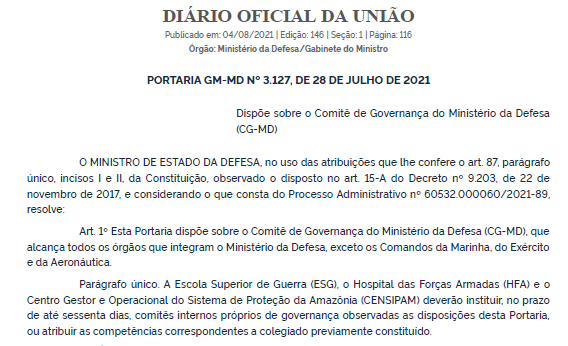 DIÁRIO OFICIAL DA UNIÃO
Publicado em: 04/08/2021 | Edição: 146 | Seção: 1 | Página: 116
Órgão: Ministério da Defesa/Gabinete do Ministro
PORTARIA GM-MD Nº 3.127, DE 28 DE JULHO DE 2021
Dispõe sobre o Comitê de Governança do Ministério da Defesa
(CG-MD)
O MINISTRO DE ESTADO DA DEFESA, no uso das atribuições que lhe confere o art. 87, parágrafo
único, incisos I e II, da Constituição, observado o disposto no art. 15-A do Decreto nº 9.203, de 22 de
novembro de 2017, e considerando o que consta do Processo Administrativo nº 60532.000060/2021-89,
resolve:
Art. 1º Esta Portaria dispõe sobre o Comitê de Governança do Ministério da Defesa (CG-MD), que
alcança todos os órgãos que integram o Ministério da Defesa, exceto os Comandos da Marinha, do Exército
e da Aeronáutica.
Parágrafo único. A Escola Superior de Guerra (ESG), o Hospital das Forças Armadas (HFA) e o
Centro Gestor e Operacional do Sistema de Proteção da Amazônia (CENSIPAM) deverão instituir, no prazo
de até sessenta dias, comitês internos próprios de governança observadas as disposições desta Portaria,
ou atribuir as competências correspondentes a colegiado previamente constituído.